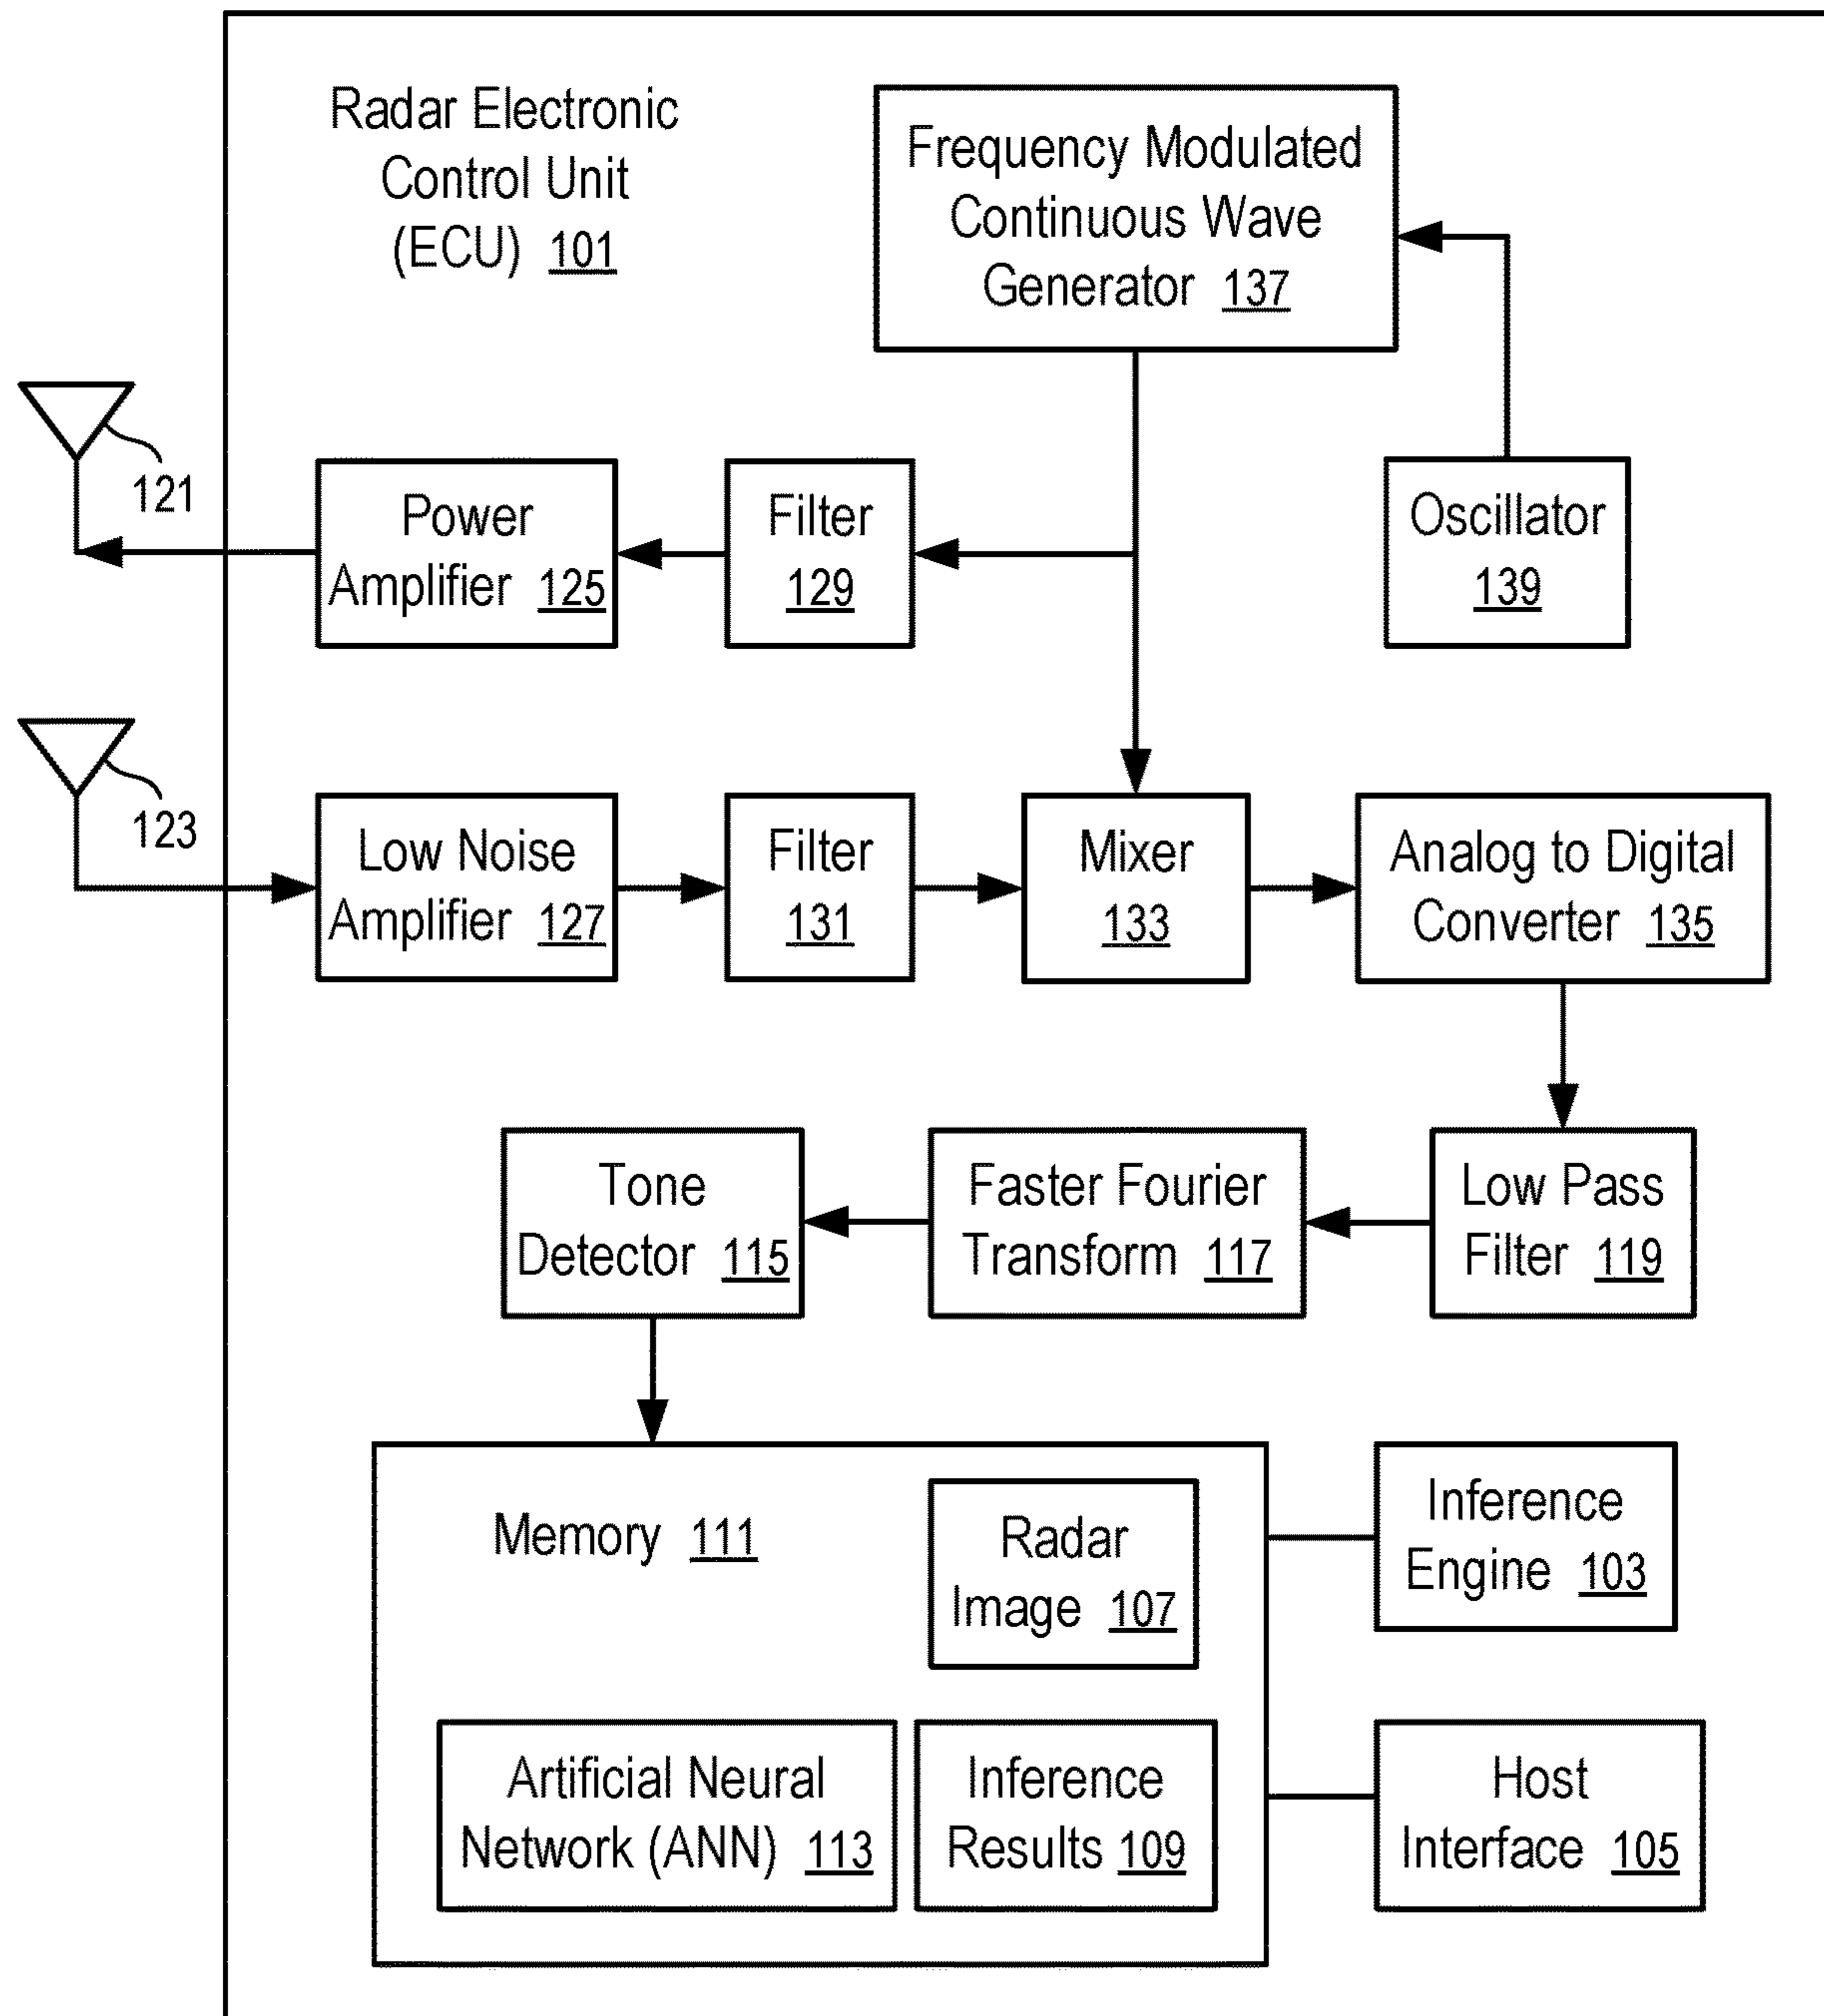 Radar Electronic
Control Unit
(ECU) 101
Frequency Modulated
Continuous Wave
Generator 137
121
Power
Amplifier 125
Filter
129
Oscillator
139
123
Low Noise
Amplifier 127
Filter
131
Mixer
133
Analog to Digital
Converter 135
Tone
Detector 115
Faster Fourier
Transform 117
Low Pass
Filter 119
Memory 111
Radar
Image 107
Inference
Engine 103
Artificial Neural
Network (ANN) 113
Inference
Results 109
Host
Interface 105